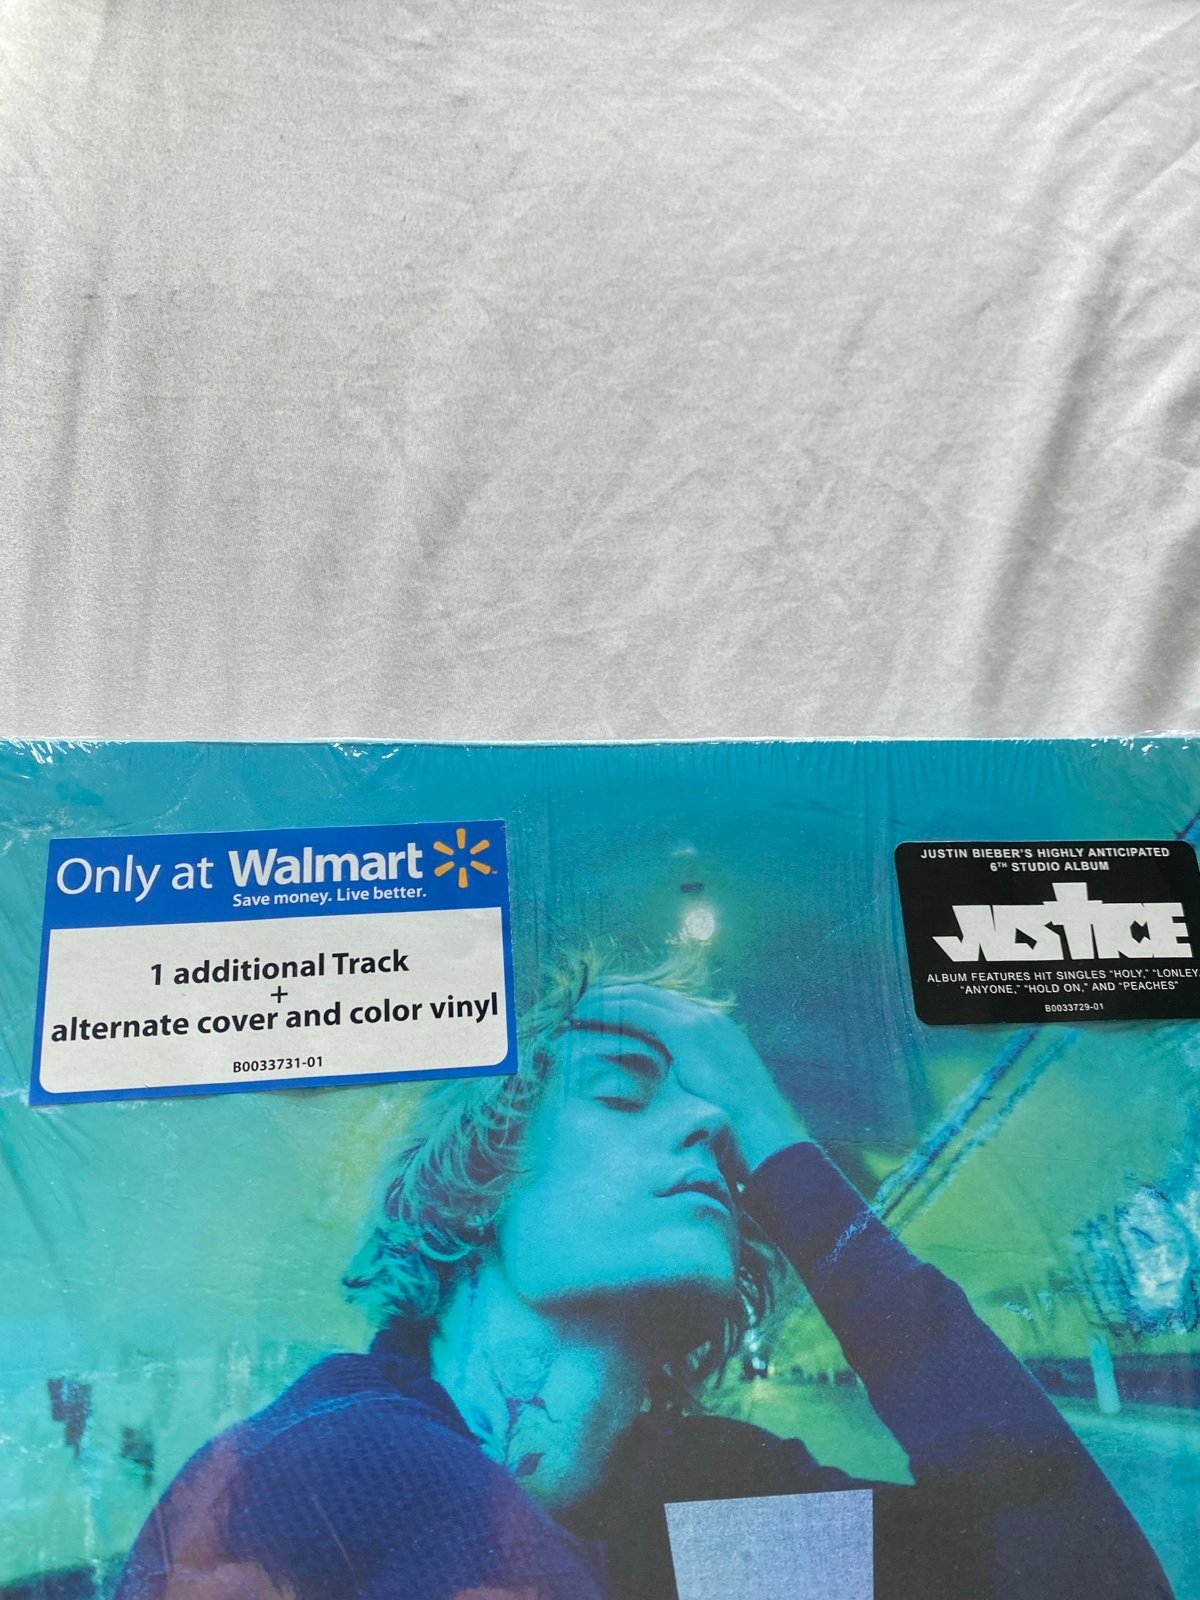 Only at Walmart
Save money. Live better.
1 additional Track
+
alternate cover and color vinyl
B0033731-01
JUSTIN BIEBER'S HIGHLY ANTICIPATED
6TH STUDIO ALBUM
JUSTICE
ALBUM FEATURES HIT SINGLES "HOLY," "LONLEY,
"ANYONE," "HOLD ON," AND "PEACHES"
B0033729-01